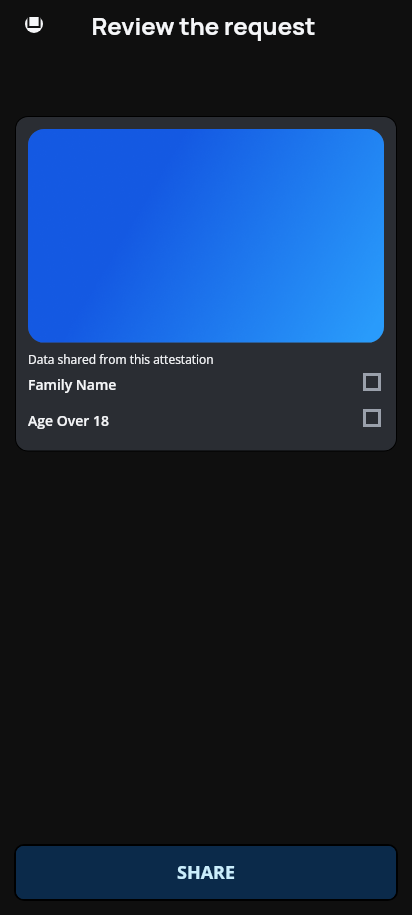 Review the request
Data shared from this attestation
Family Name
Age Over 18
SHARE